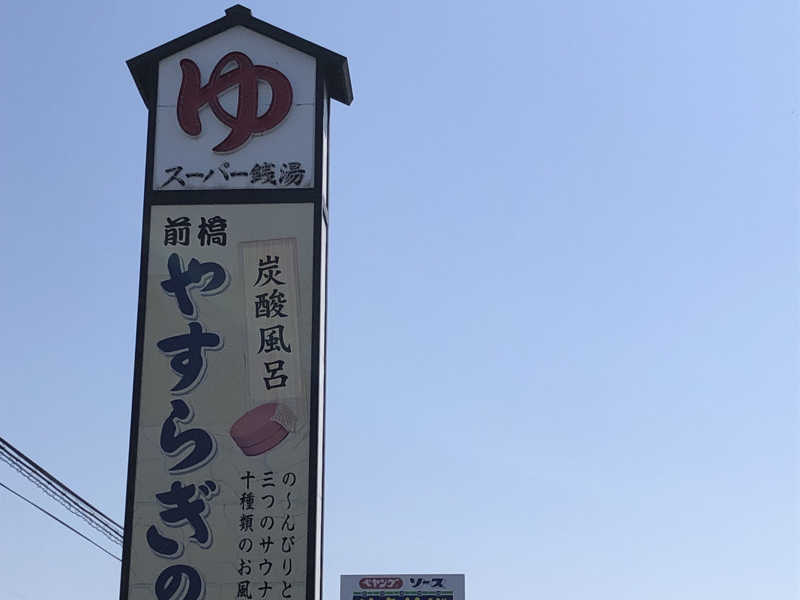 ゆ
スーパー銭湯
前橋
やすらぎの
炭酸風呂
の～んびりと
三つのサウナ
十種類のお風
ペヤング ソース